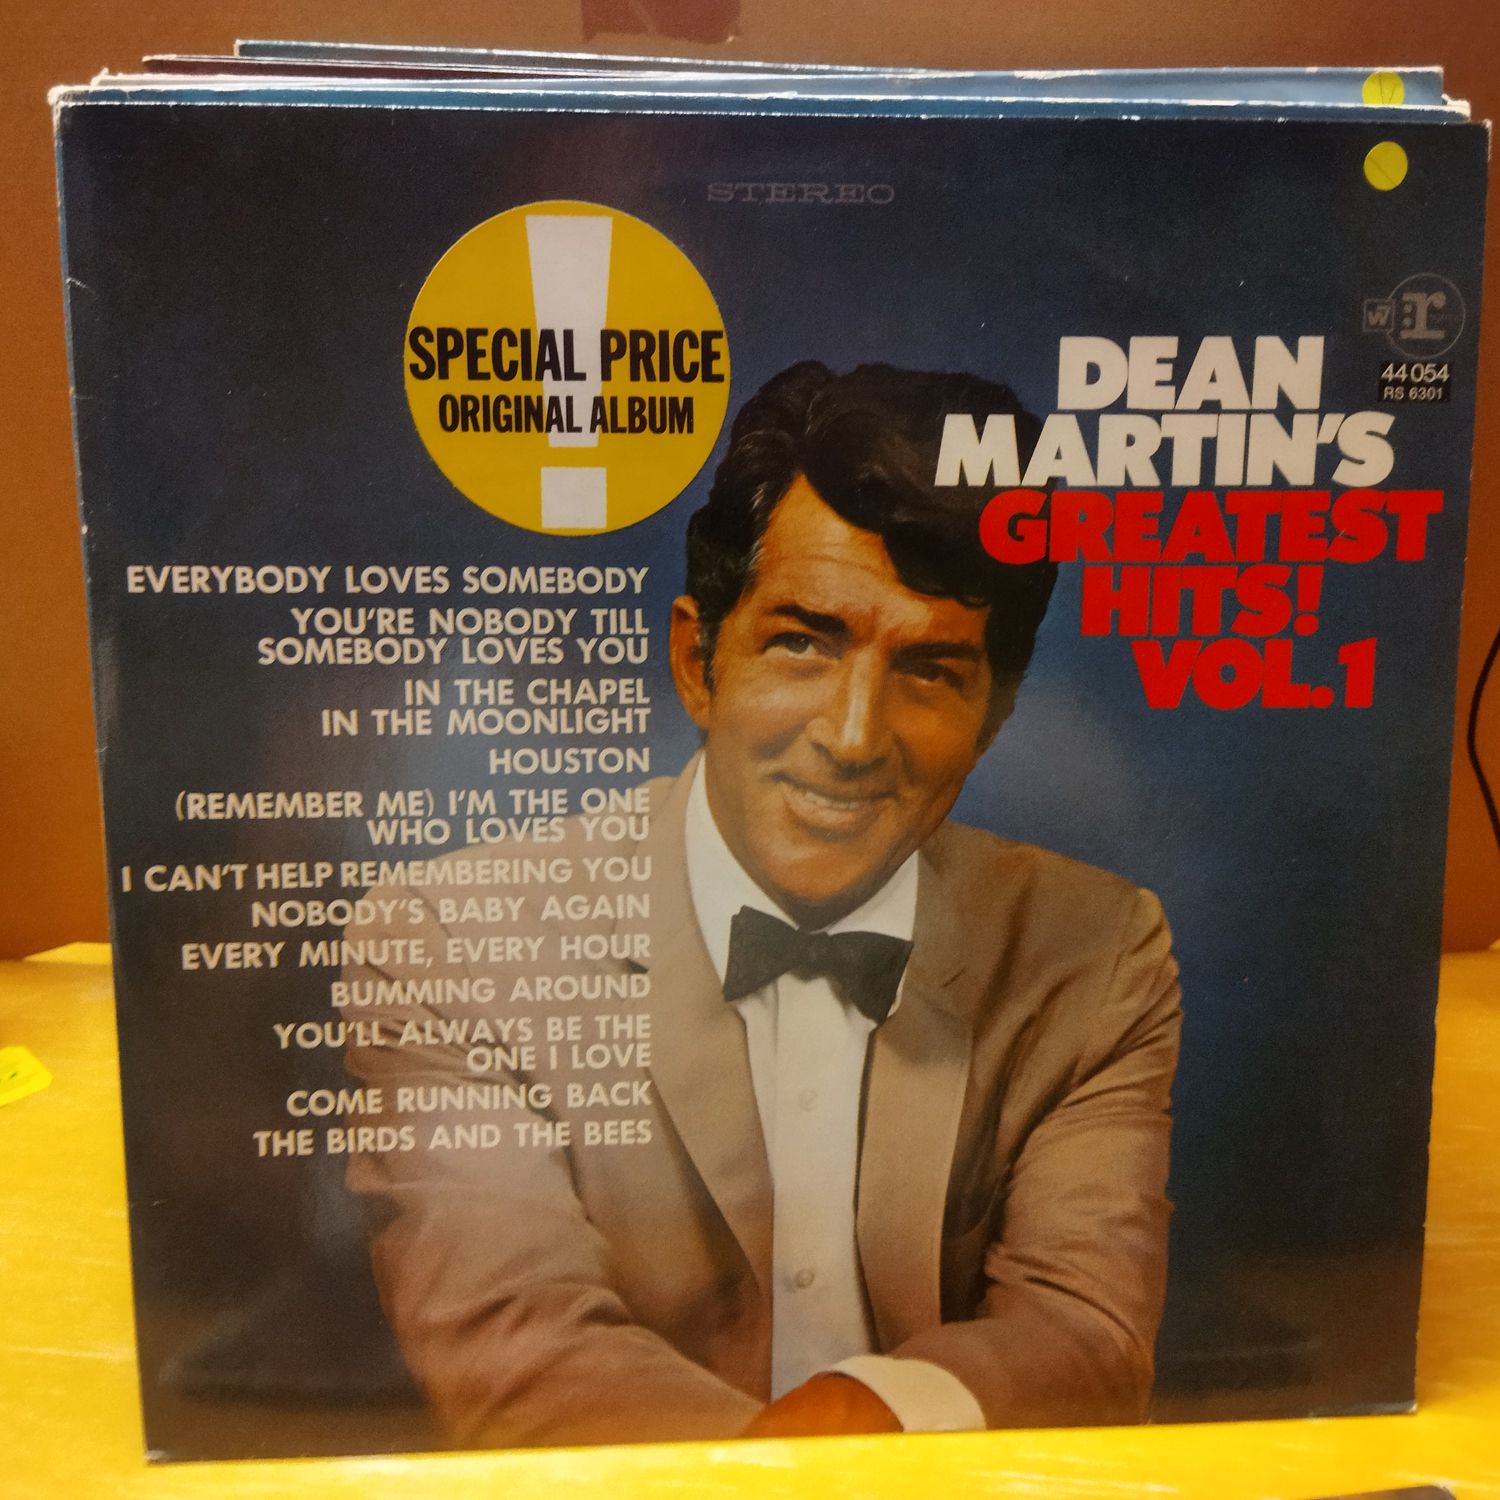 STEREO
SPECIAL PRICE
ORIGINAL ALBUM
W
:r
44 054
RS 6301
DEAN
MARTIN'S
GREATEST
HITS!
VOL.1
EVERYBODY LOVES SOMEBODY
YOU'RE NOBODY TILL
SOMEBODY LOVES YOU
IN THE CHAPEL
IN THE MOONLIGHT
HOUSTON
(REMEMBER ME) I'M THE ONE
WHO LOVES YOU
I CAN'T HELP REMEMBERING YOU
NOBODY'S BABY AGAIN
EVERY MINUTE, EVERY HOUR
BUMMING AROUND
YOU'LL ALWAYS BE THE
ONE I LOVE
COME RUNNING BACK
THE BIRDS AND THE BEES